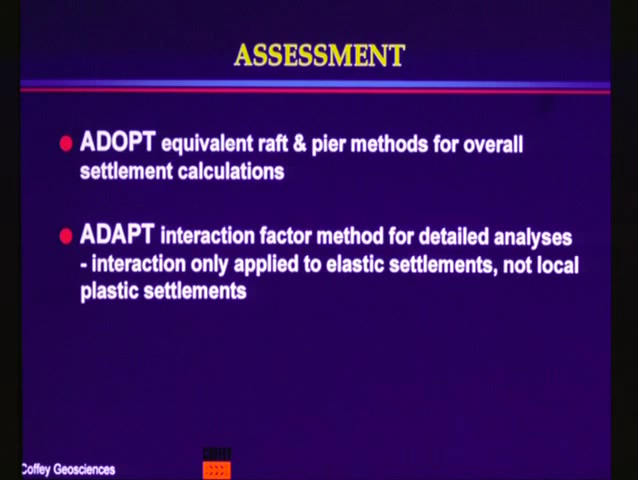 ASSESSMENT
ADOPT equivalent raft & pier methods for overall
settlement calculations
ADAPT interaction factor method for detailed analyses
- interaction only applied to elastic settlements, not local
plastic settlements
Coffey Geosciences
COFFEY